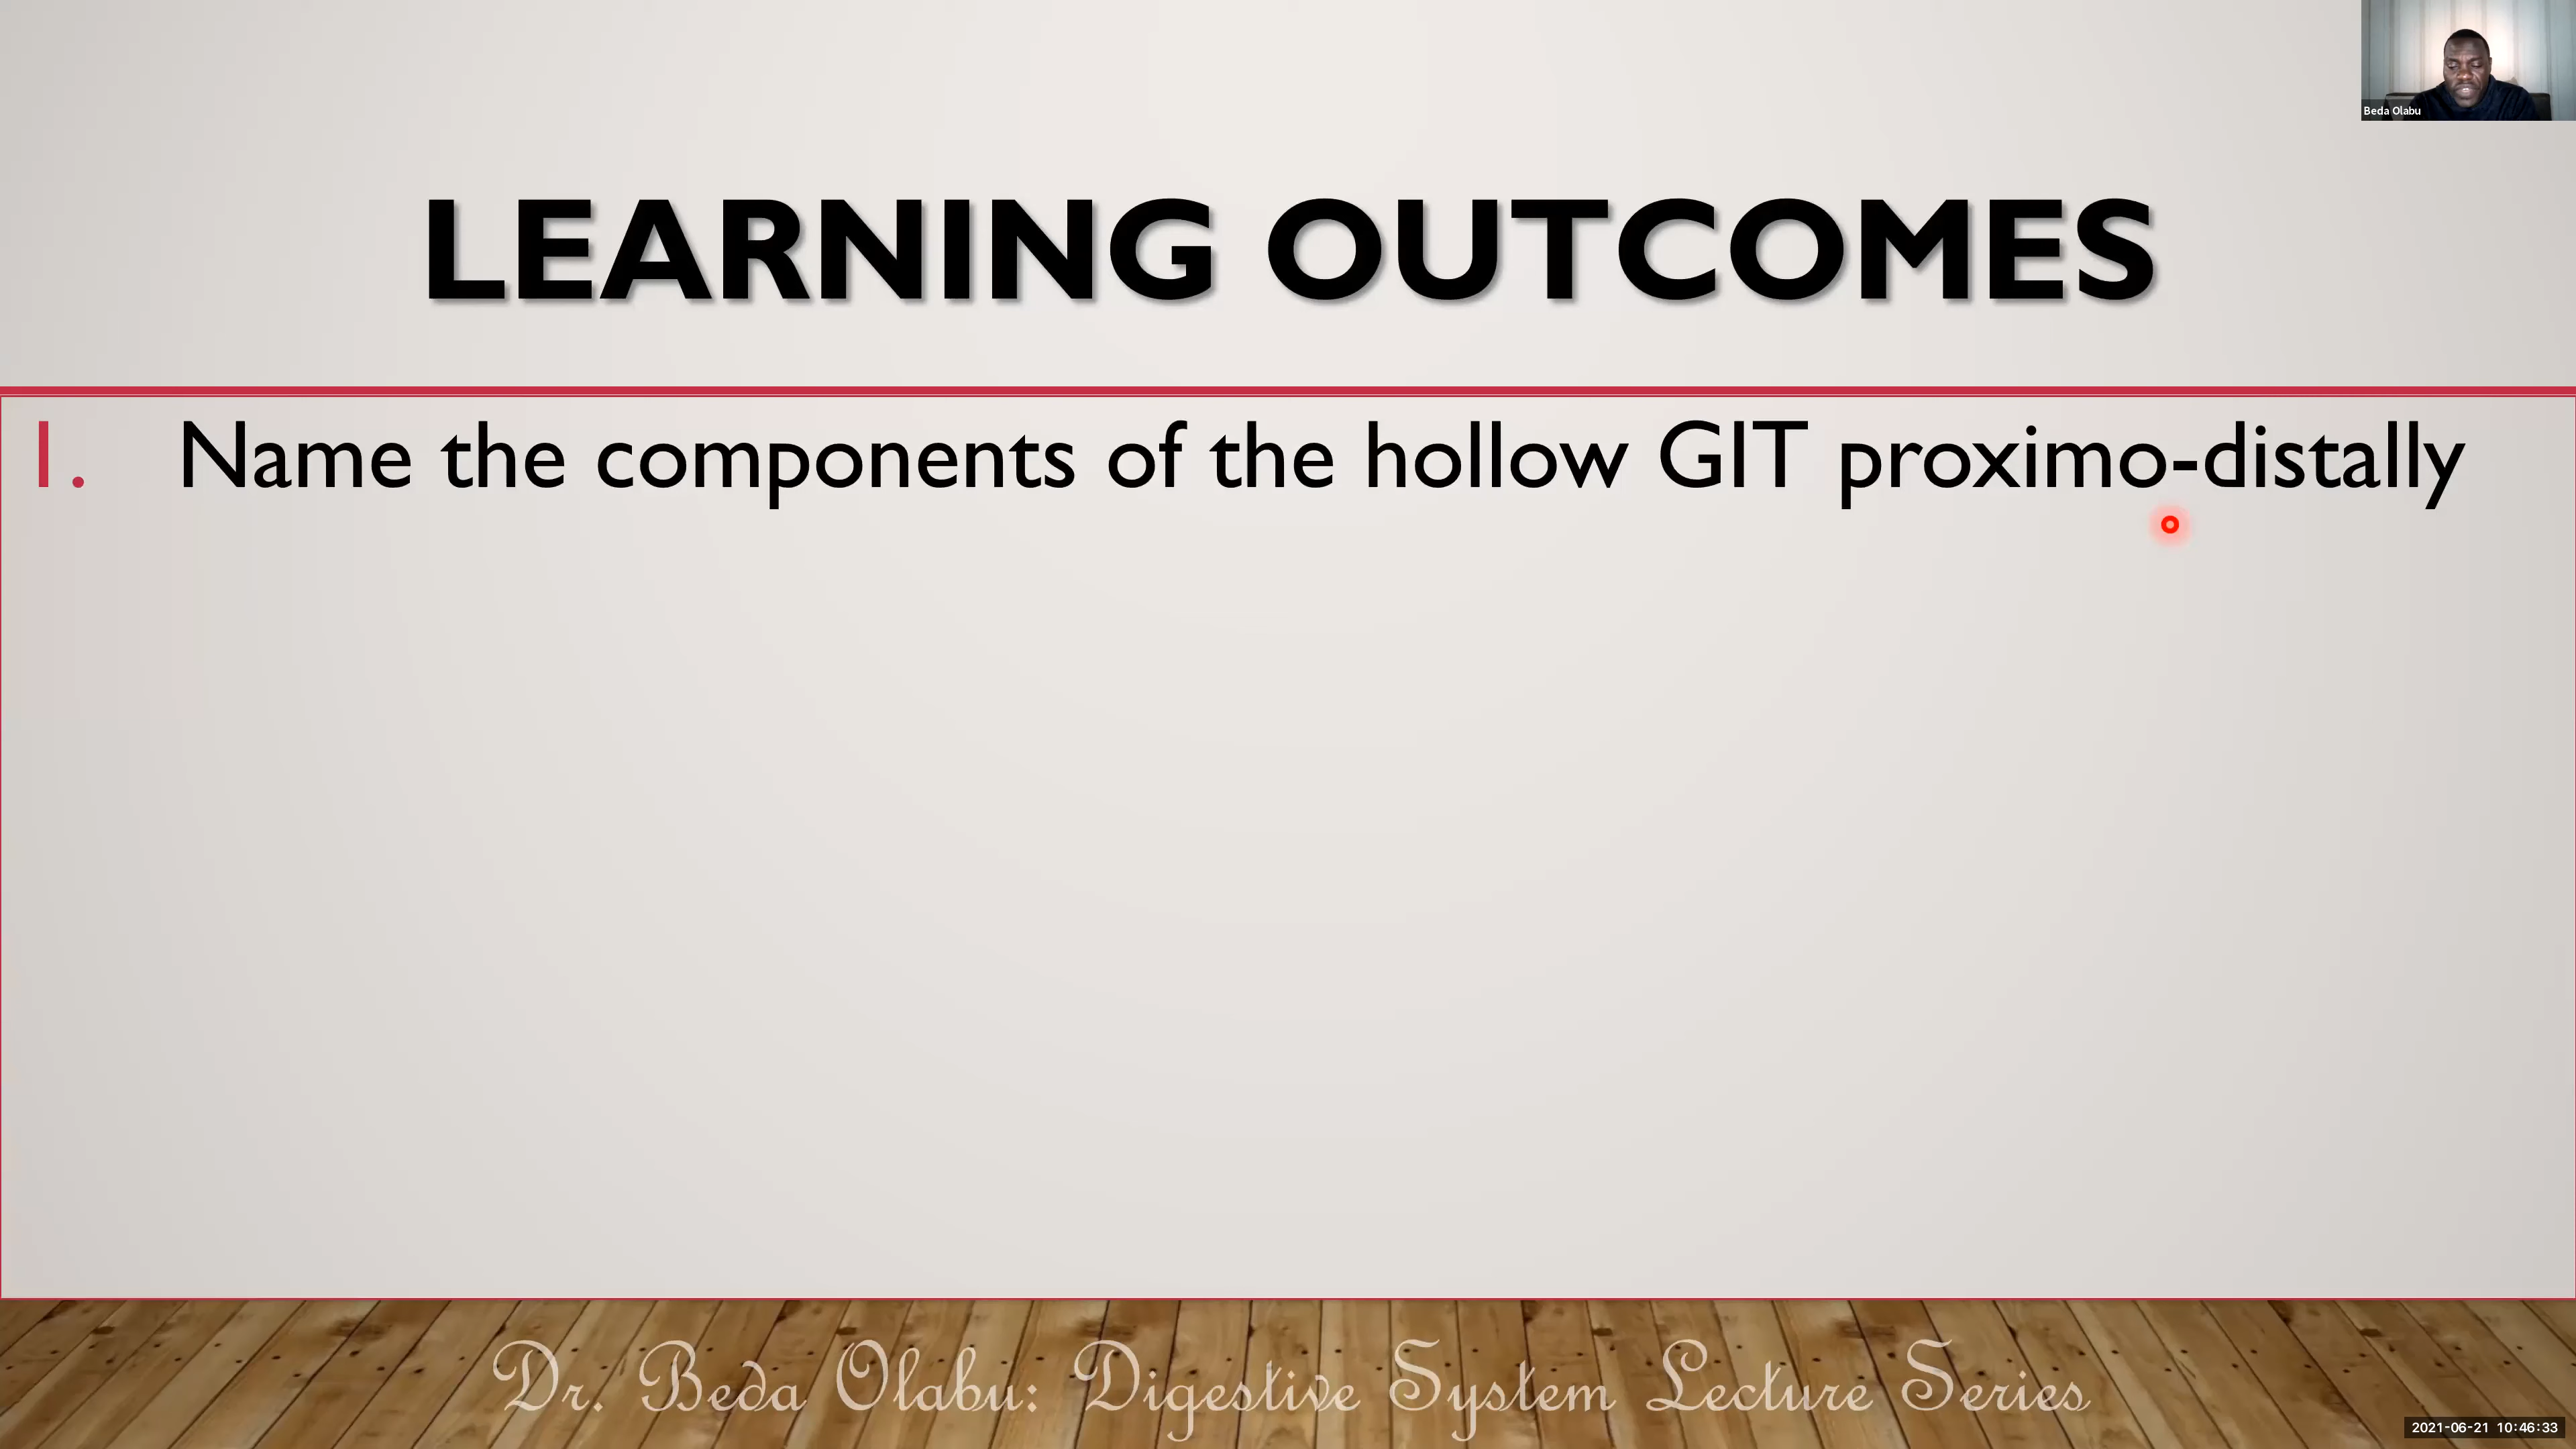 Beda Olabu
LEARNING OUTCOMES
1. Name the components of the hollow GIT proximo-distally
Dr. Beda Olabu: Digestive System Lecture Series
2021-06-21 10:46:33